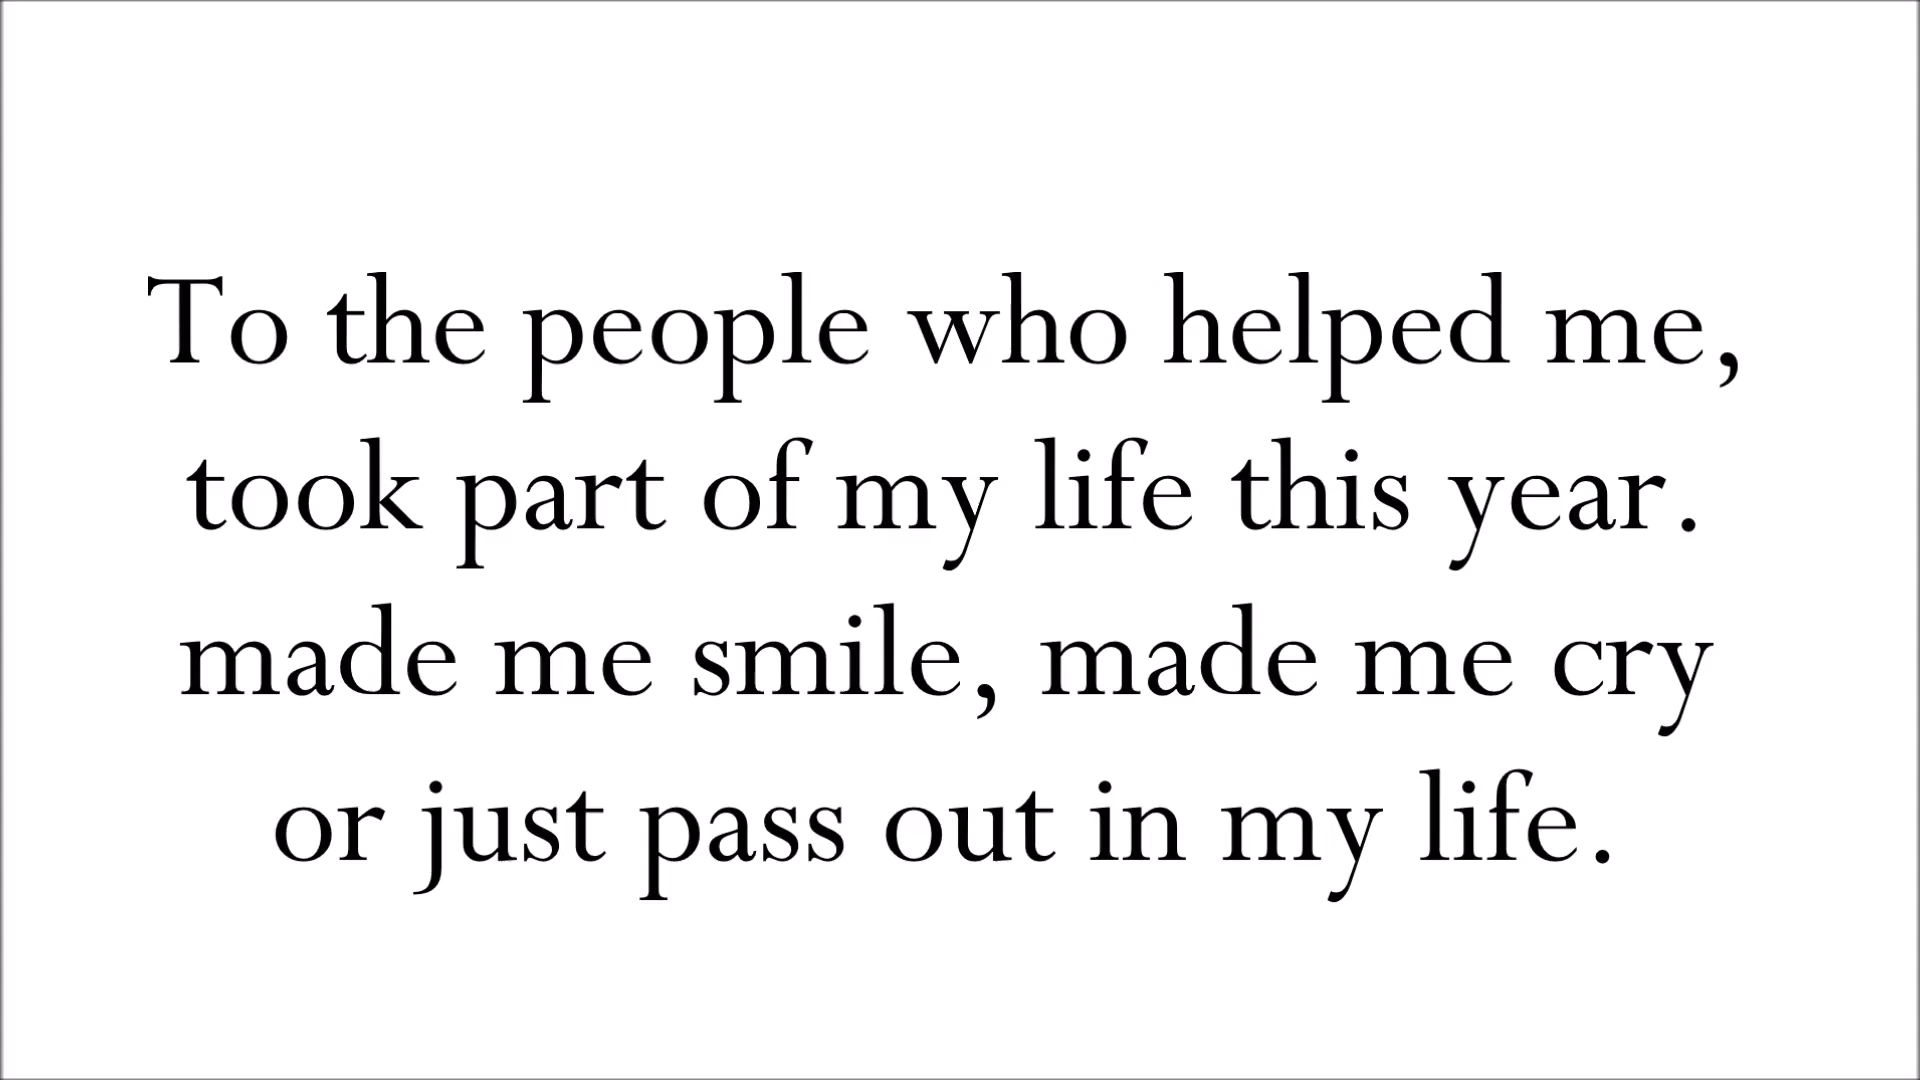 To the people who helped me,
took part of my life this year.
made me smile, made me cry
or just pass out in my life.